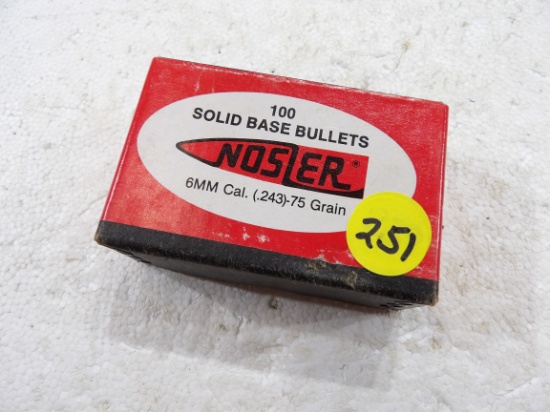 100
SOLID BASE BULLETS
NOSLER®
6MM Cal. (.243)-75 Grain
251